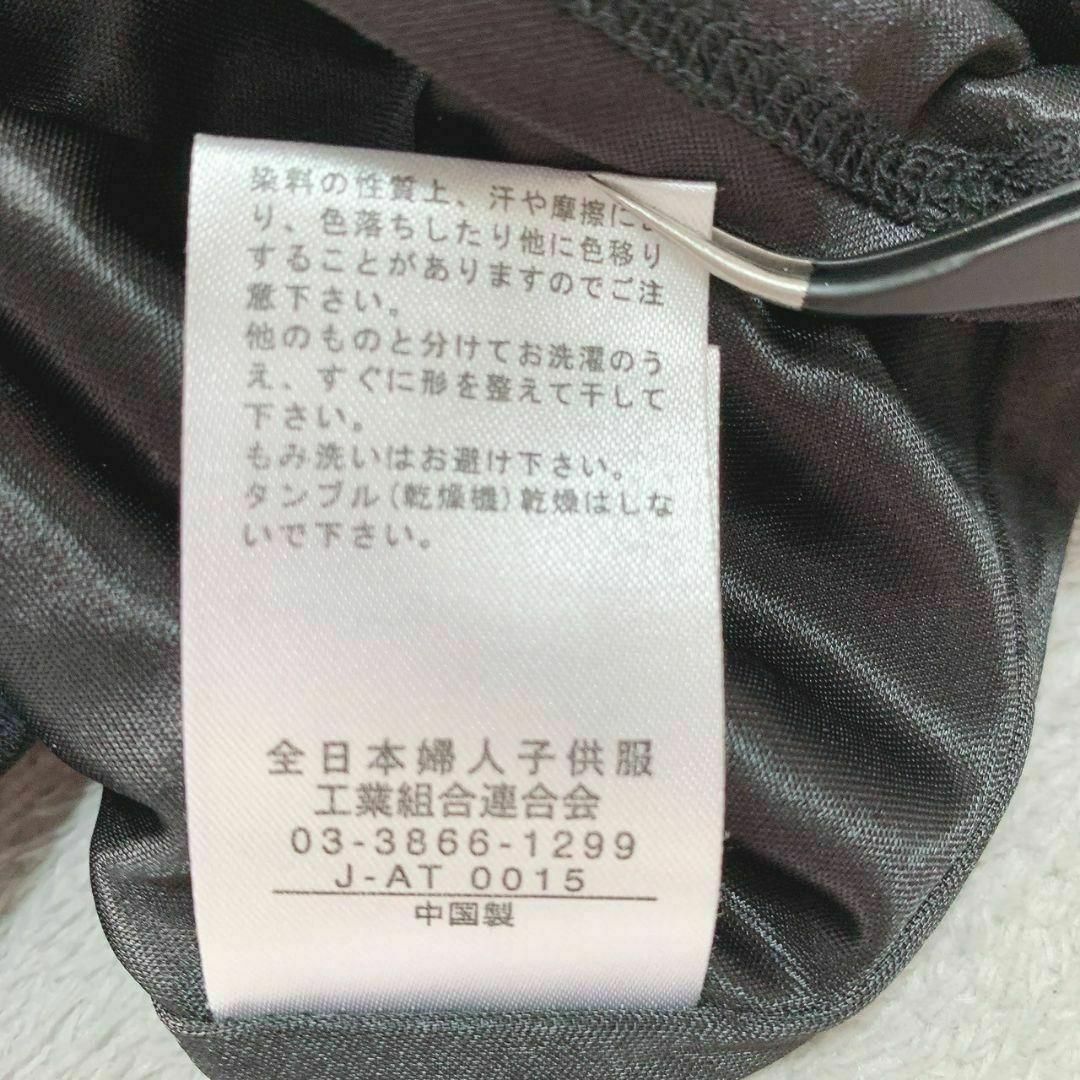 染料の性質上、汗や摩擦に
り、色落ちしたり他に色移り
することがありますのでご注
意下さい。
他のものと分けてお洗濯のう
え、すぐに形を整えて干して
下さい。
もみ洗いはお避け下さい。
タンブル(乾燥機)乾燥はしな
いで下さい。
全日本婦人子供服
工業組合連合会
03-3866-1299
J-AT 0015
中国製